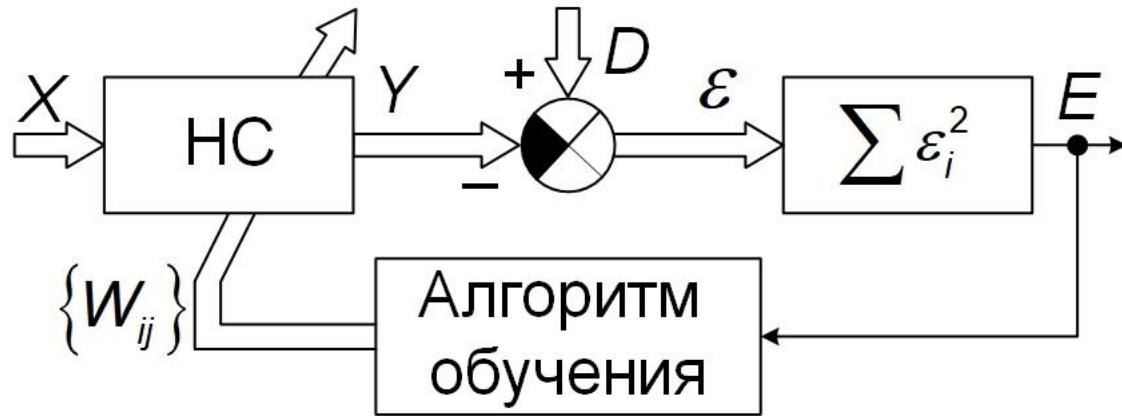 X
НС
Y
+
D
−
ε
∑ ε_i^2
E
{W_ij}
Алгоритм
обучения